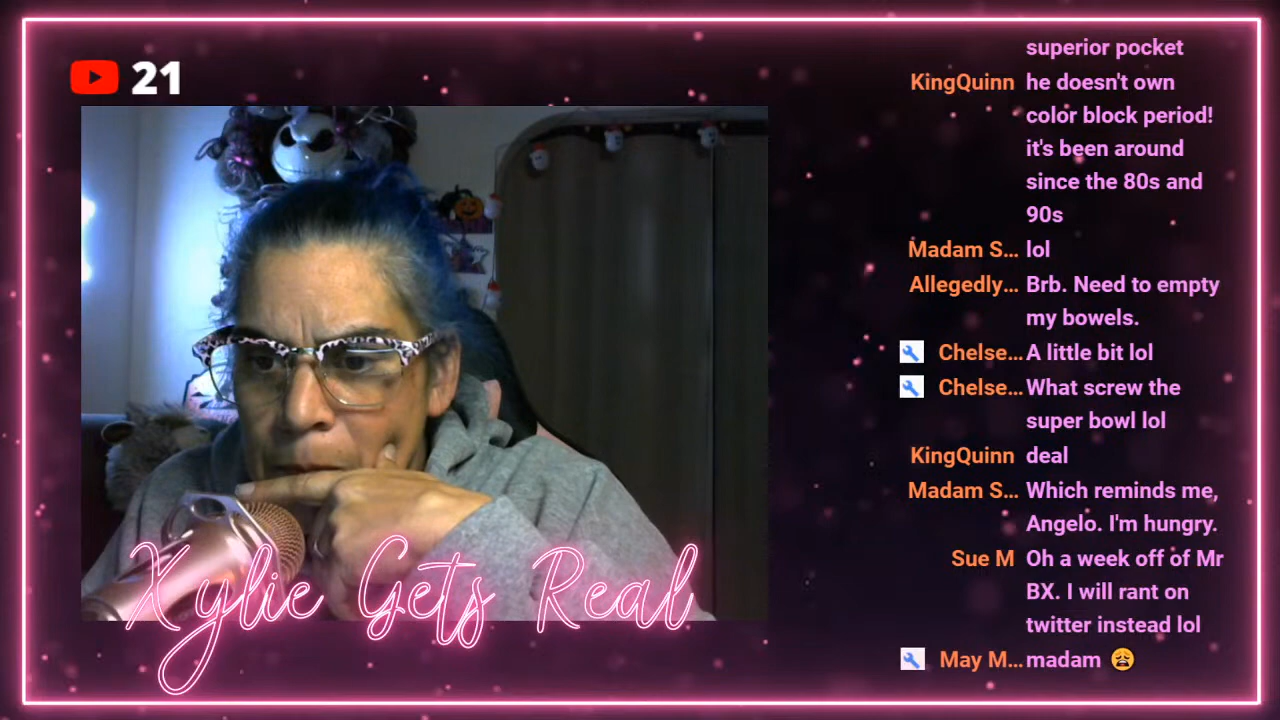 21
Xylie Gets Real
superior pocket
KingQuinn he doesn't own
color block period!
it's been around
since the 80s and
90s
Madam S... lol
Allegedly... Brb. Need to empty
my bowels.
Chelse... A little bit lol
Chelse... What screw the
super bowl lol
KingQuinn deal
Madam S... Which reminds me,
Angelo. I'm hungry.
Sue M Oh a week off of Mr
BX. I will rant on
twitter instead lol
May M... madam 😩